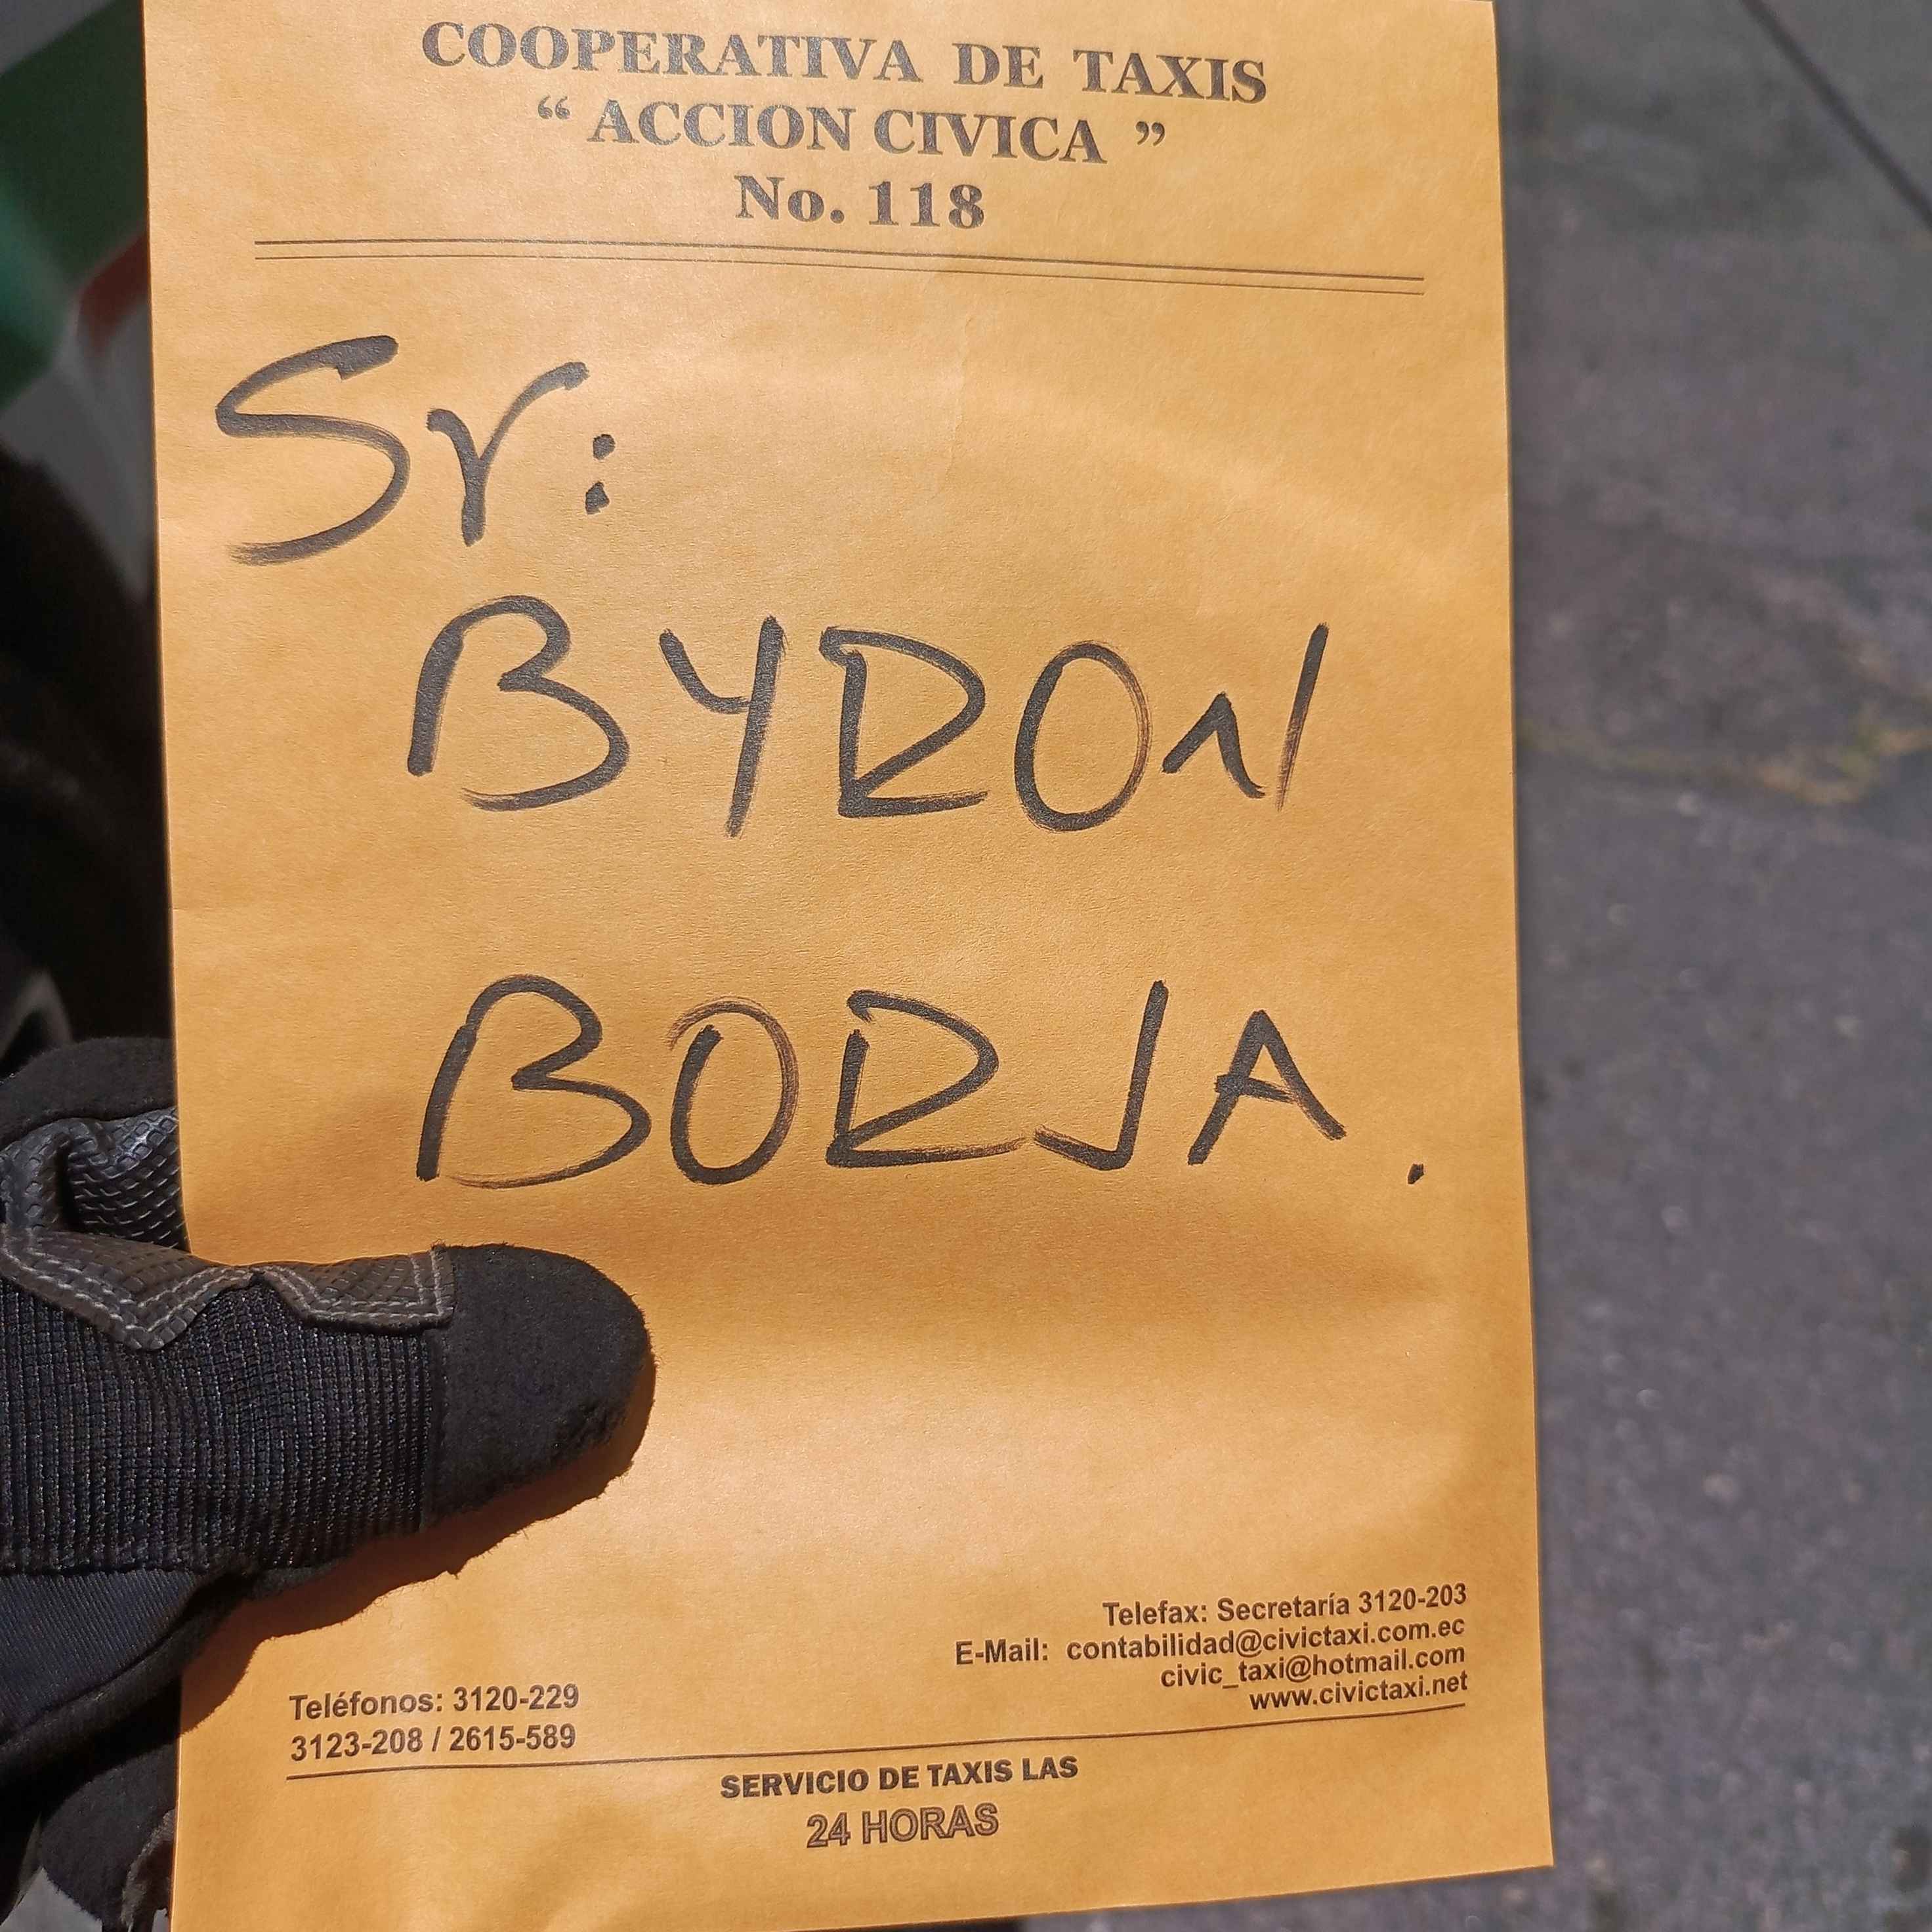 COOPERATIVA DE TAXIS
“ ACCION CIVICA ”
No. 118
Sr:
BYRON
BORJA.
Telefax: Secretaría 3120-203
E-Mail: contabilidad@civictaxi.com.ec
civic_taxi@hotmail.com
www.civictaxi.net
Teléfonos: 3120-229
3123-208 / 2615-589
SERVICIO DE TAXIS LAS
24 HORAS